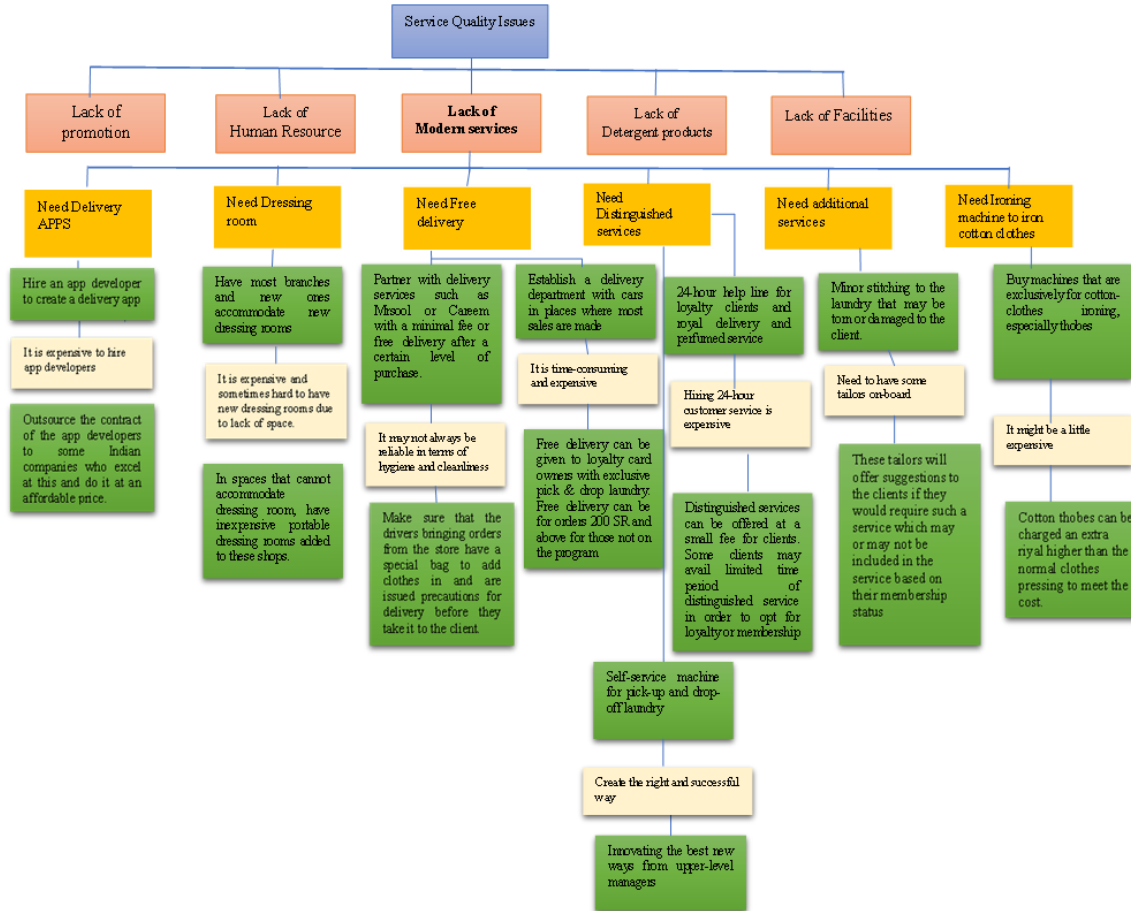 Service Quality Issues
Lack of
promotion
Lack of
Human Resource
Lack of
Modern services
Lack of
Detergent products
Lack of Facilities
Need Delivery
APPS
Need Dressing
room
Need Free
delivery
Need
Distinguished
services
Need additional
services
Need Ironing
machine to iron
cotton clothes
Hire an app developer
to create a delivery app
It is expensive to hire
app developers
Outsource the contract
of the app developers
to some Indian
companies who excel
at this and do it at an
affordable price.
Have most branches
and new ones
accommodate new
dressing rooms
It is expensive and
sometimes hard to have
new dressing rooms due
to lack of space.
In spaces that cannot
accommodate
dressing room, have
inexpensive portable
dressing rooms added
to these shops.
Partner with delivery
services such as
Mrsool or Careem
with a minimal fee or
free delivery after a
certain level of
purchase.
It may not always be
reliable in terms of
hygiene and cleanliness
Make sure that the
drivers bringing orders
from the store have a
special bag to add
clothes in and are
issued precautions for
delivery before they
take it to the client.
Establish a delivery
department with cars
in places where most
sales are made
It is time-consuming
and expensive
Free delivery can be
given to loyalty card
owners with exclusive
pick & drop laundry.
Free delivery can be
for orders 200 SR and
above for those not on
the program
24-hour help line for
loyalty clients and
royal delivery and
perfumed service
Hiring 24-hour
customer service is
expensive
Distinguished services
can be offered at a
small fee for clients.
Some clients may
avail limited time
period of
distinguished service
in order to opt for
loyalty or membership
Self-service machine
for pick-up and drop-
off laundry
Create the right and successful
way
Innovating the best new
ways from upper-level
managers
Minor stitching to the
laundry that may be
torn or damaged to the
client.
Need to have some
tailors on-board
These tailors will
offer suggestions to
the clients if they
would require such a
service which may
or may not be
included in the
service based on
their membership
status
Buy machines that are
exclusively for cotton-
clothes ironing,
especially thobes
It might be a little
expensive
Cotton thobes can be
charged an extra
riyal higher than the
normal clothes
pressing to meet the
cost.